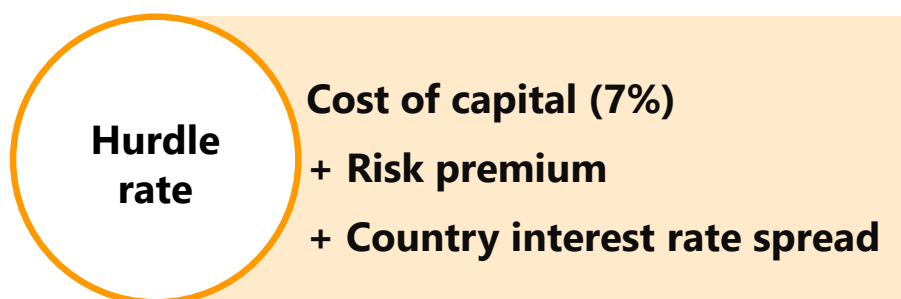 Hurdle
rate
Cost of capital (7%)
+ Risk premium
+ Country interest rate spread